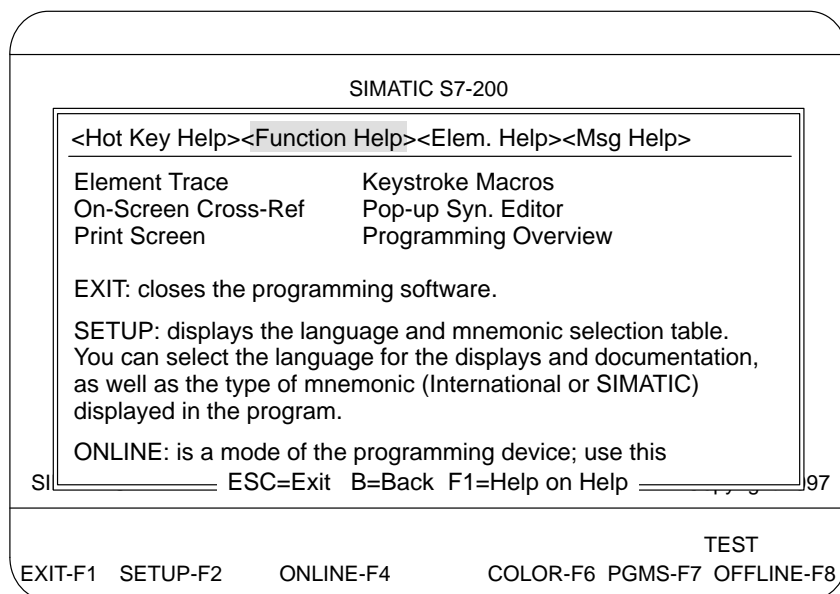 SIMATIC S7-200
<Hot Key Help><Function Help><Elem. Help><Msg Help>
Element Trace Keystroke Macros
On-Screen Cross-Ref Pop-up Syn. Editor
Print Screen Programming Overview
EXIT: closes the programming software.
SETUP: displays the language and mnemonic selection table.
You can select the language for the displays and documentation,
as well as the type of mnemonic (International or SIMATIC)
displayed in the program.
ONLINE: is a mode of the programming device; use this
ESC=Exit B=Back F1=Help on Help
TEST
EXIT-F1 SETUP-F2 ONLINE-F4 COLOR-F6 PGMS-F7 OFFLINE-F8